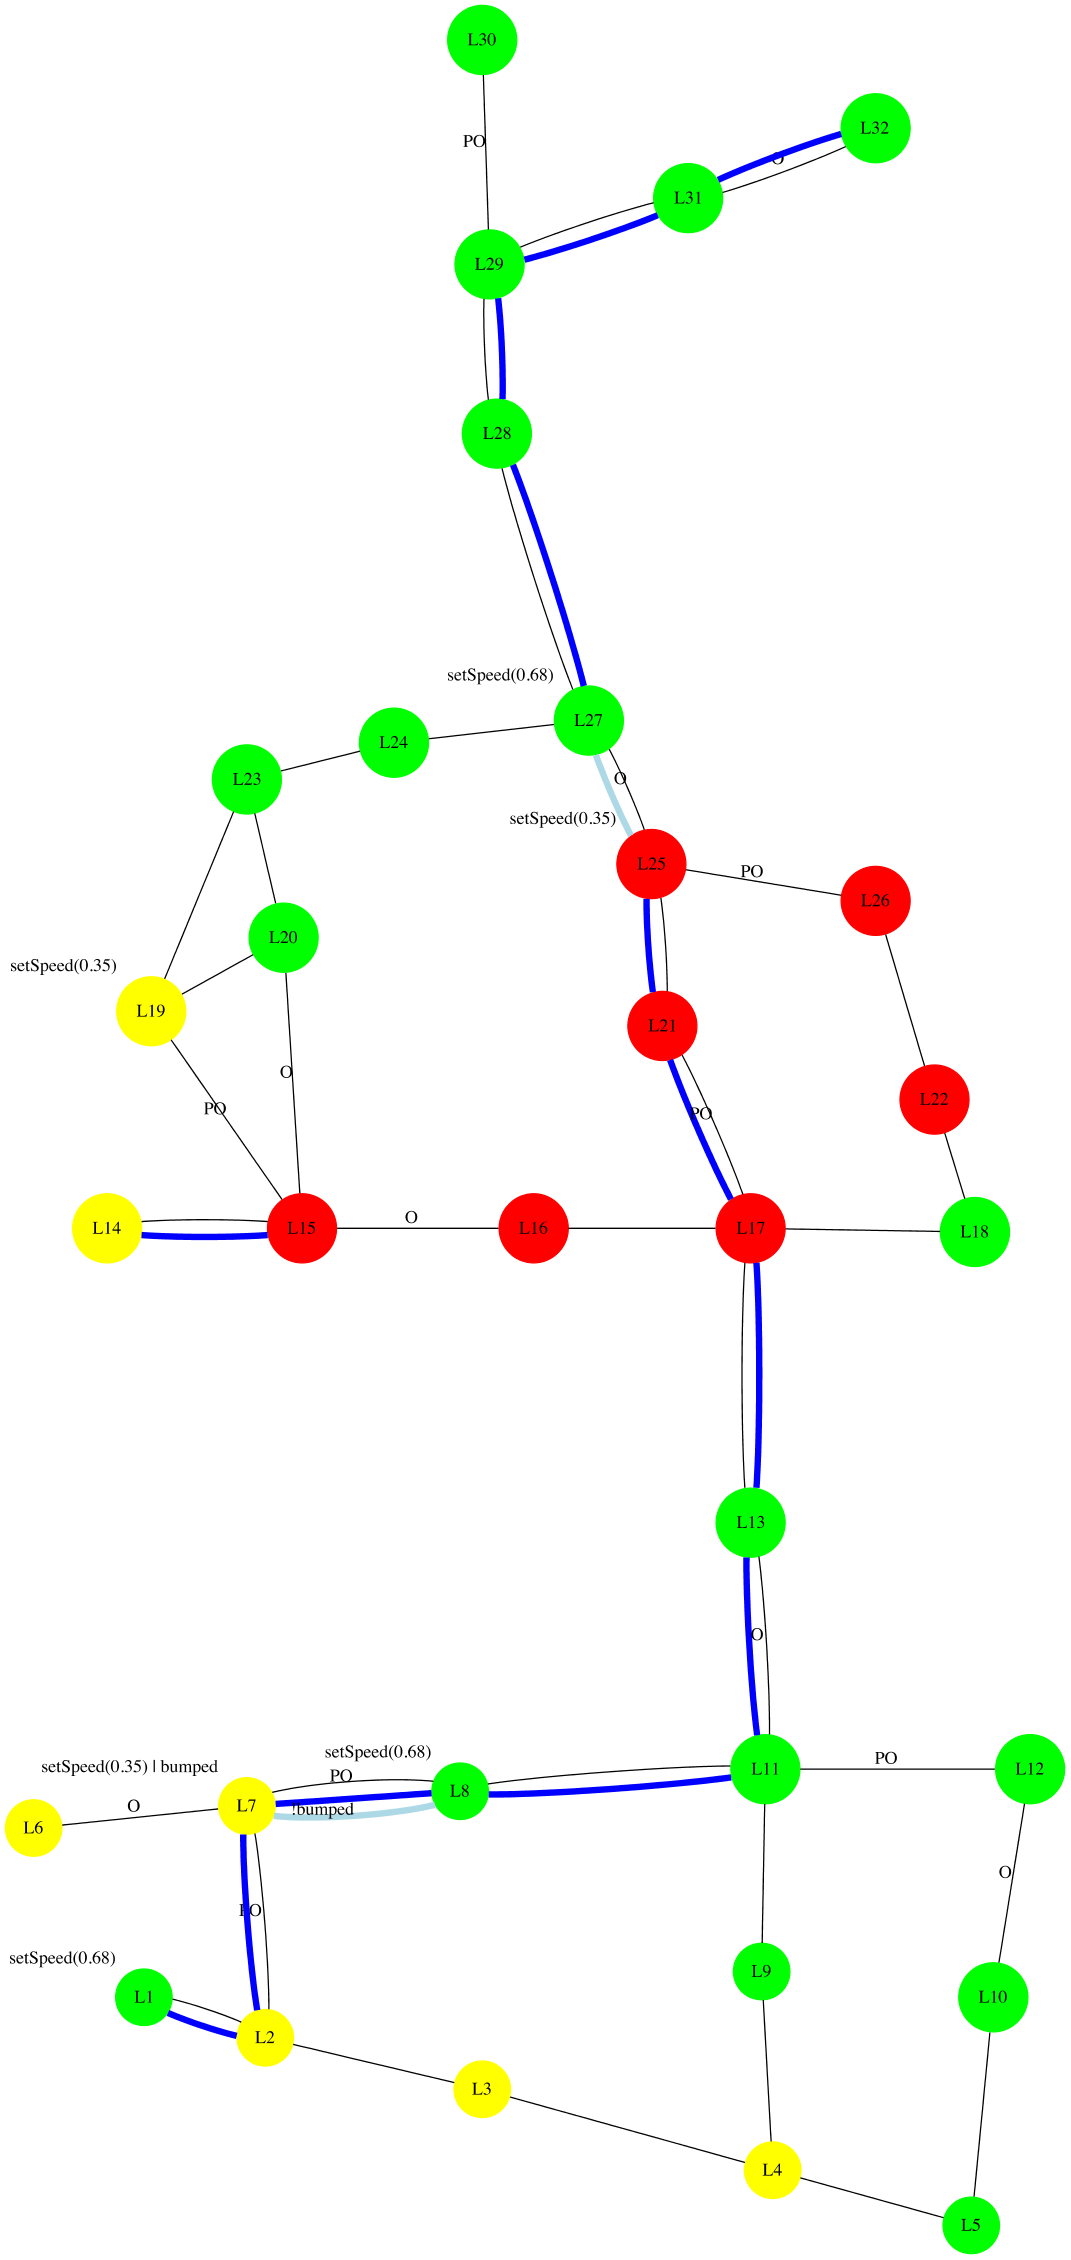 L30
L32
PO
O
L31
L29
L28
setSpeed(0.68)
L27
L24
L23
O
setSpeed(0.35)
L25
PO
L26
L20
setSpeed(0.35)
L19
L21
O
L22
PO
PO
L14
L15
O
L16
L17
L18
L13
O
setSpeed(0.68)
PO
setSpeed(0.35) | bumped
L11
L12
PO
L8
L7
!bumped
O
L6
O
PO
setSpeed(0.68)
L9
L1
L10
L2
L3
L4
L5